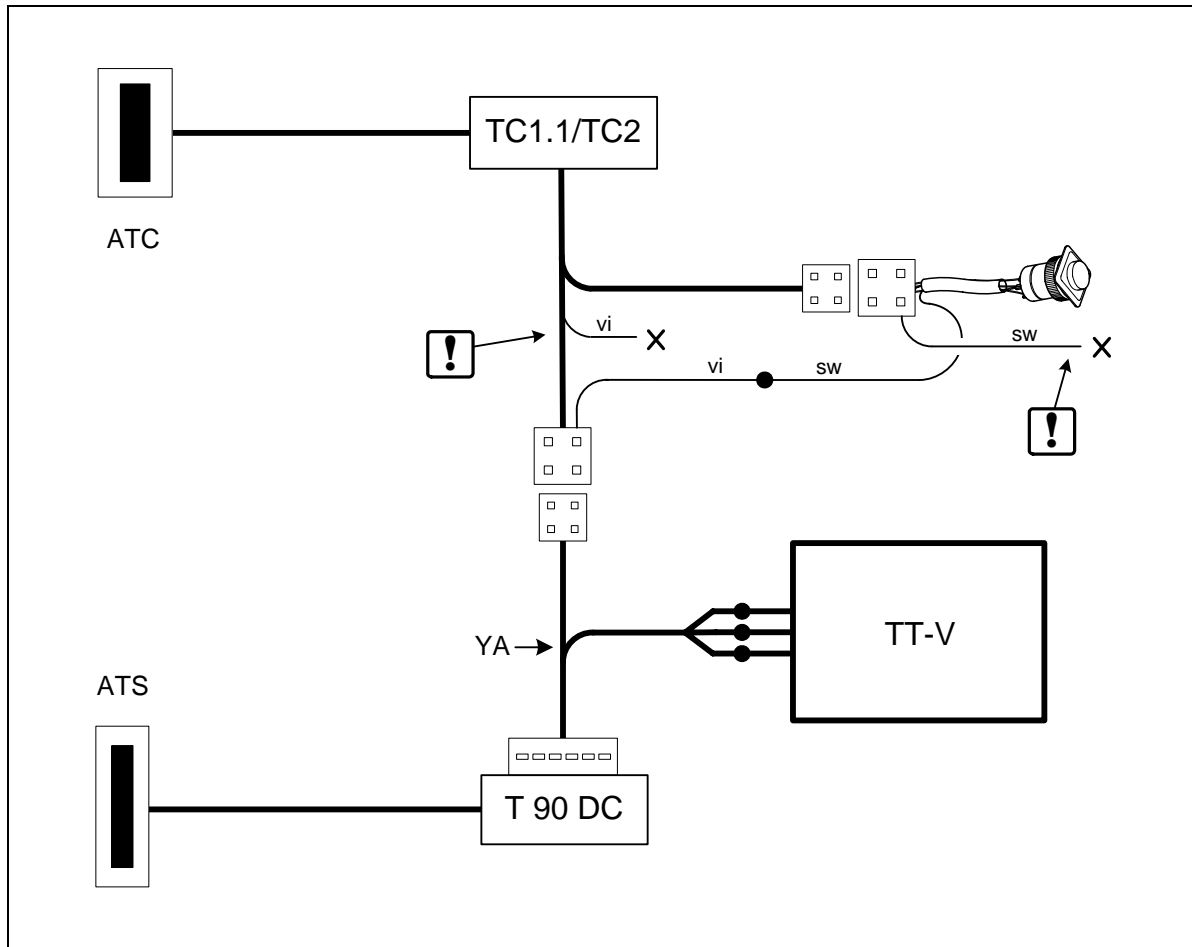 TC1.1/TC2
ATC
vi
X
sw
X
!
vi
sw
!
YA
TT-V
ATS
T 90 DC